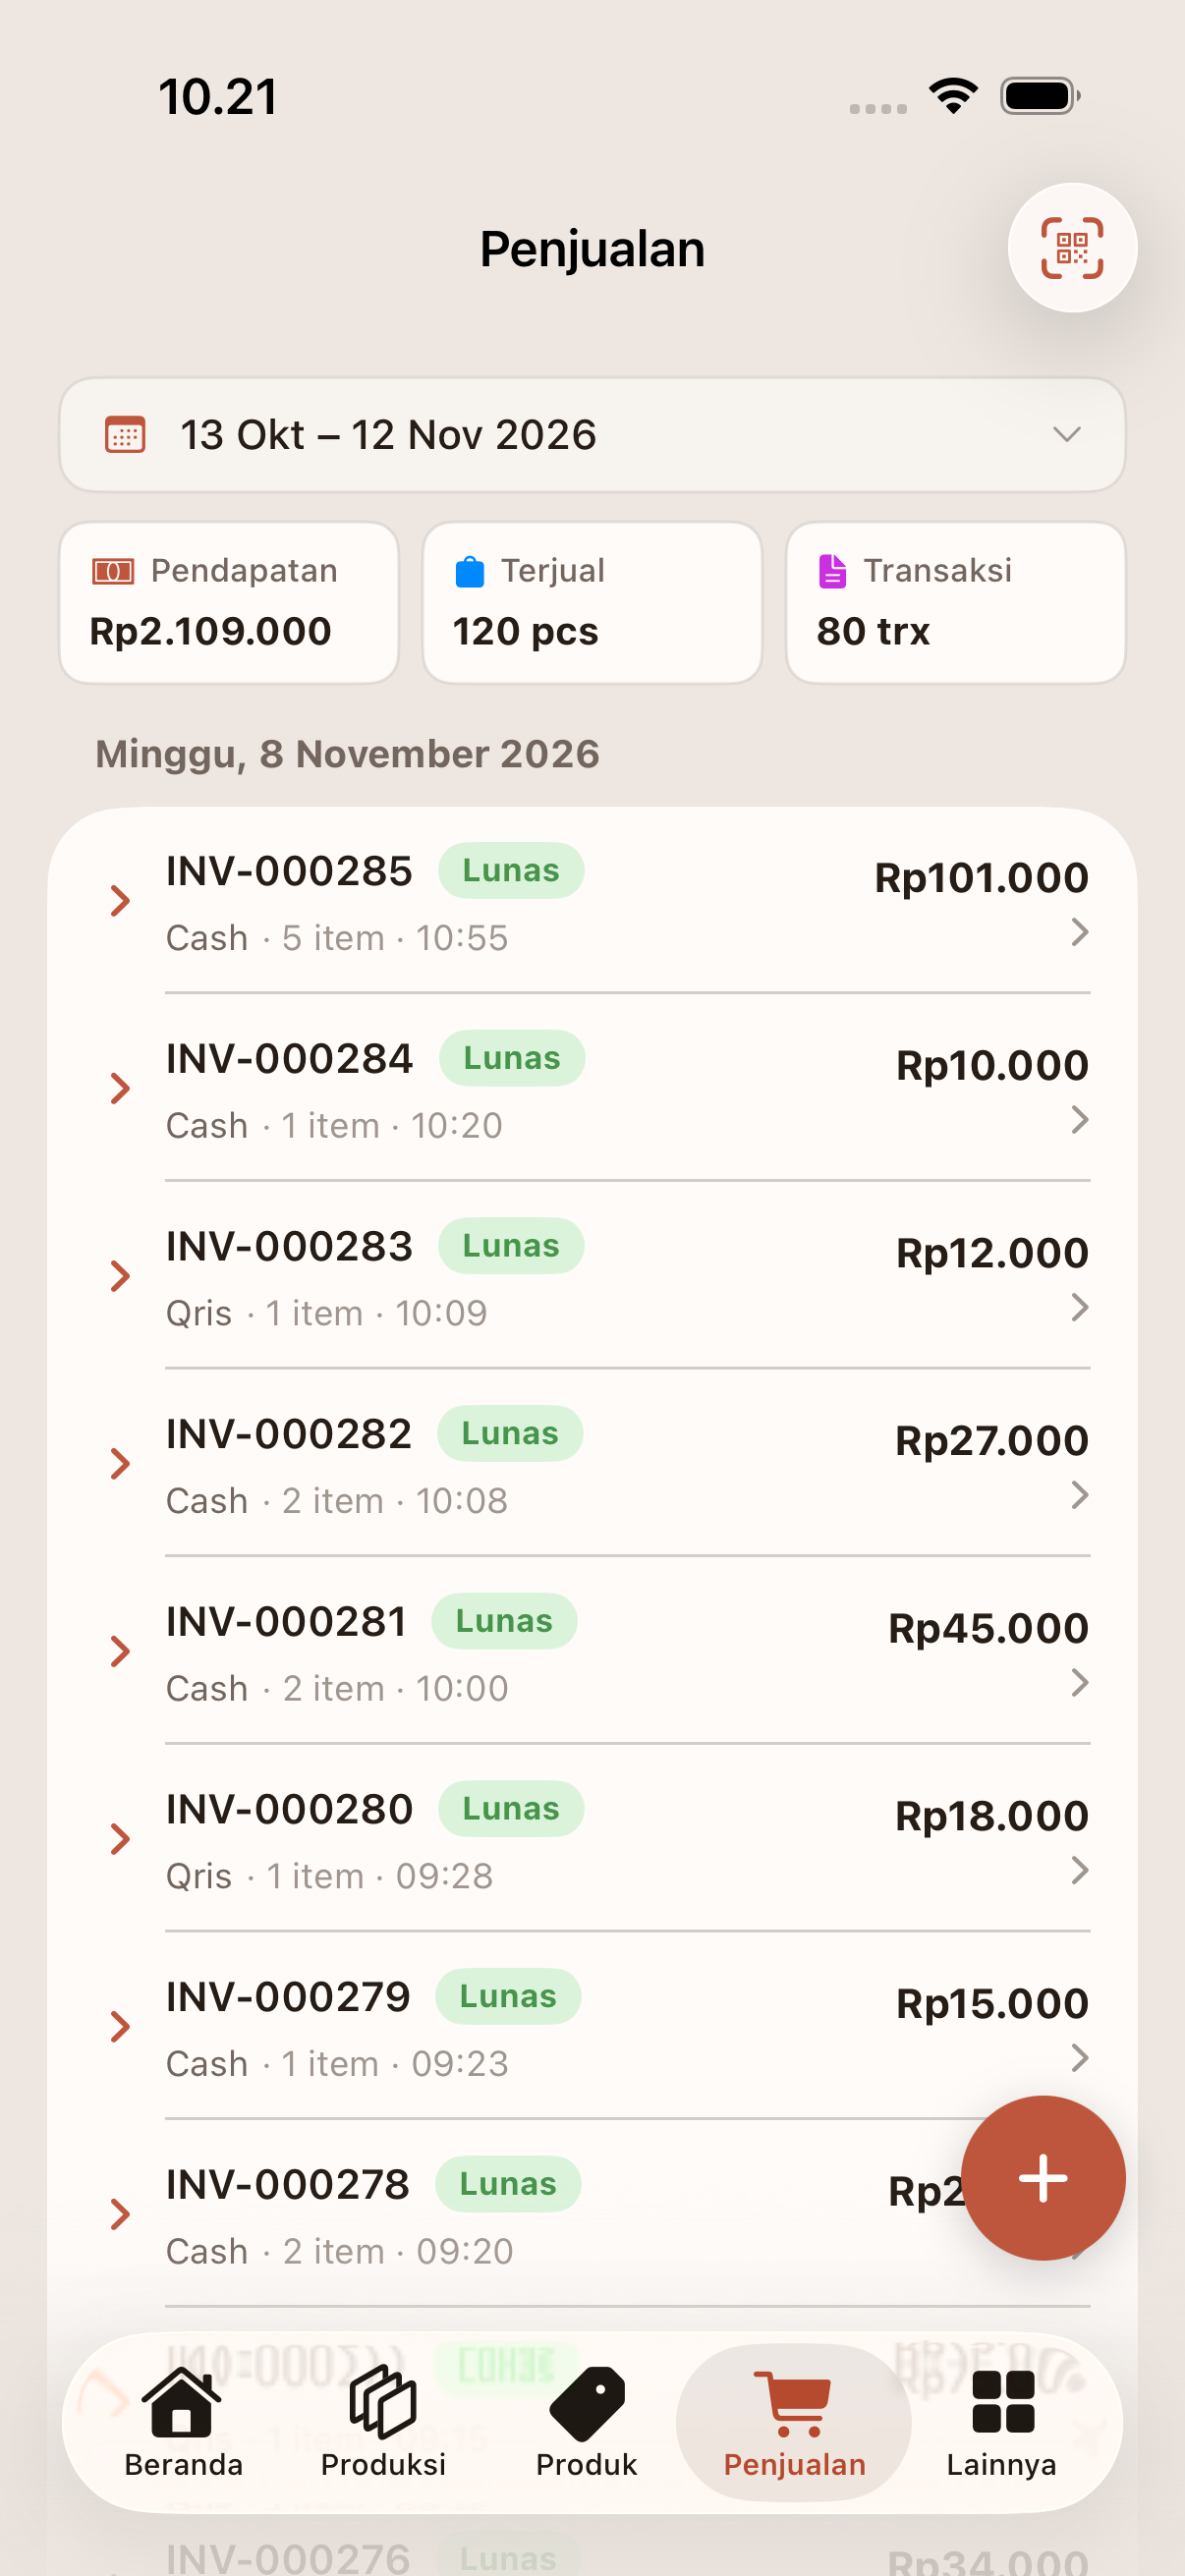 10.21
Penjualan
13 Okt – 12 Nov 2026
Pendapatan
Rp2.109.000
Terjual
120 pcs
Transaksi
80 trx
Minggu, 8 November 2026
INV-000285 Lunas Rp101.000
Cash · 5 item · 10:55
INV-000284 Lunas Rp10.000
Cash · 1 item · 10:20
INV-000283 Lunas Rp12.000
Qris · 1 item · 10:09
INV-000282 Lunas Rp27.000
Cash · 2 item · 10:08
INV-000281 Lunas Rp45.000
Cash · 2 item · 10:00
INV-000280 Lunas Rp18.000
Qris · 1 item · 09:28
INV-000279 Lunas Rp15.000
Cash · 1 item · 09:23
INV-000278 Lunas Rp2
Cash · 2 item · 09:20
Beranda
Produksi
Produk
Penjualan
Lainnya
INV-000276 Lunas Rp34.000